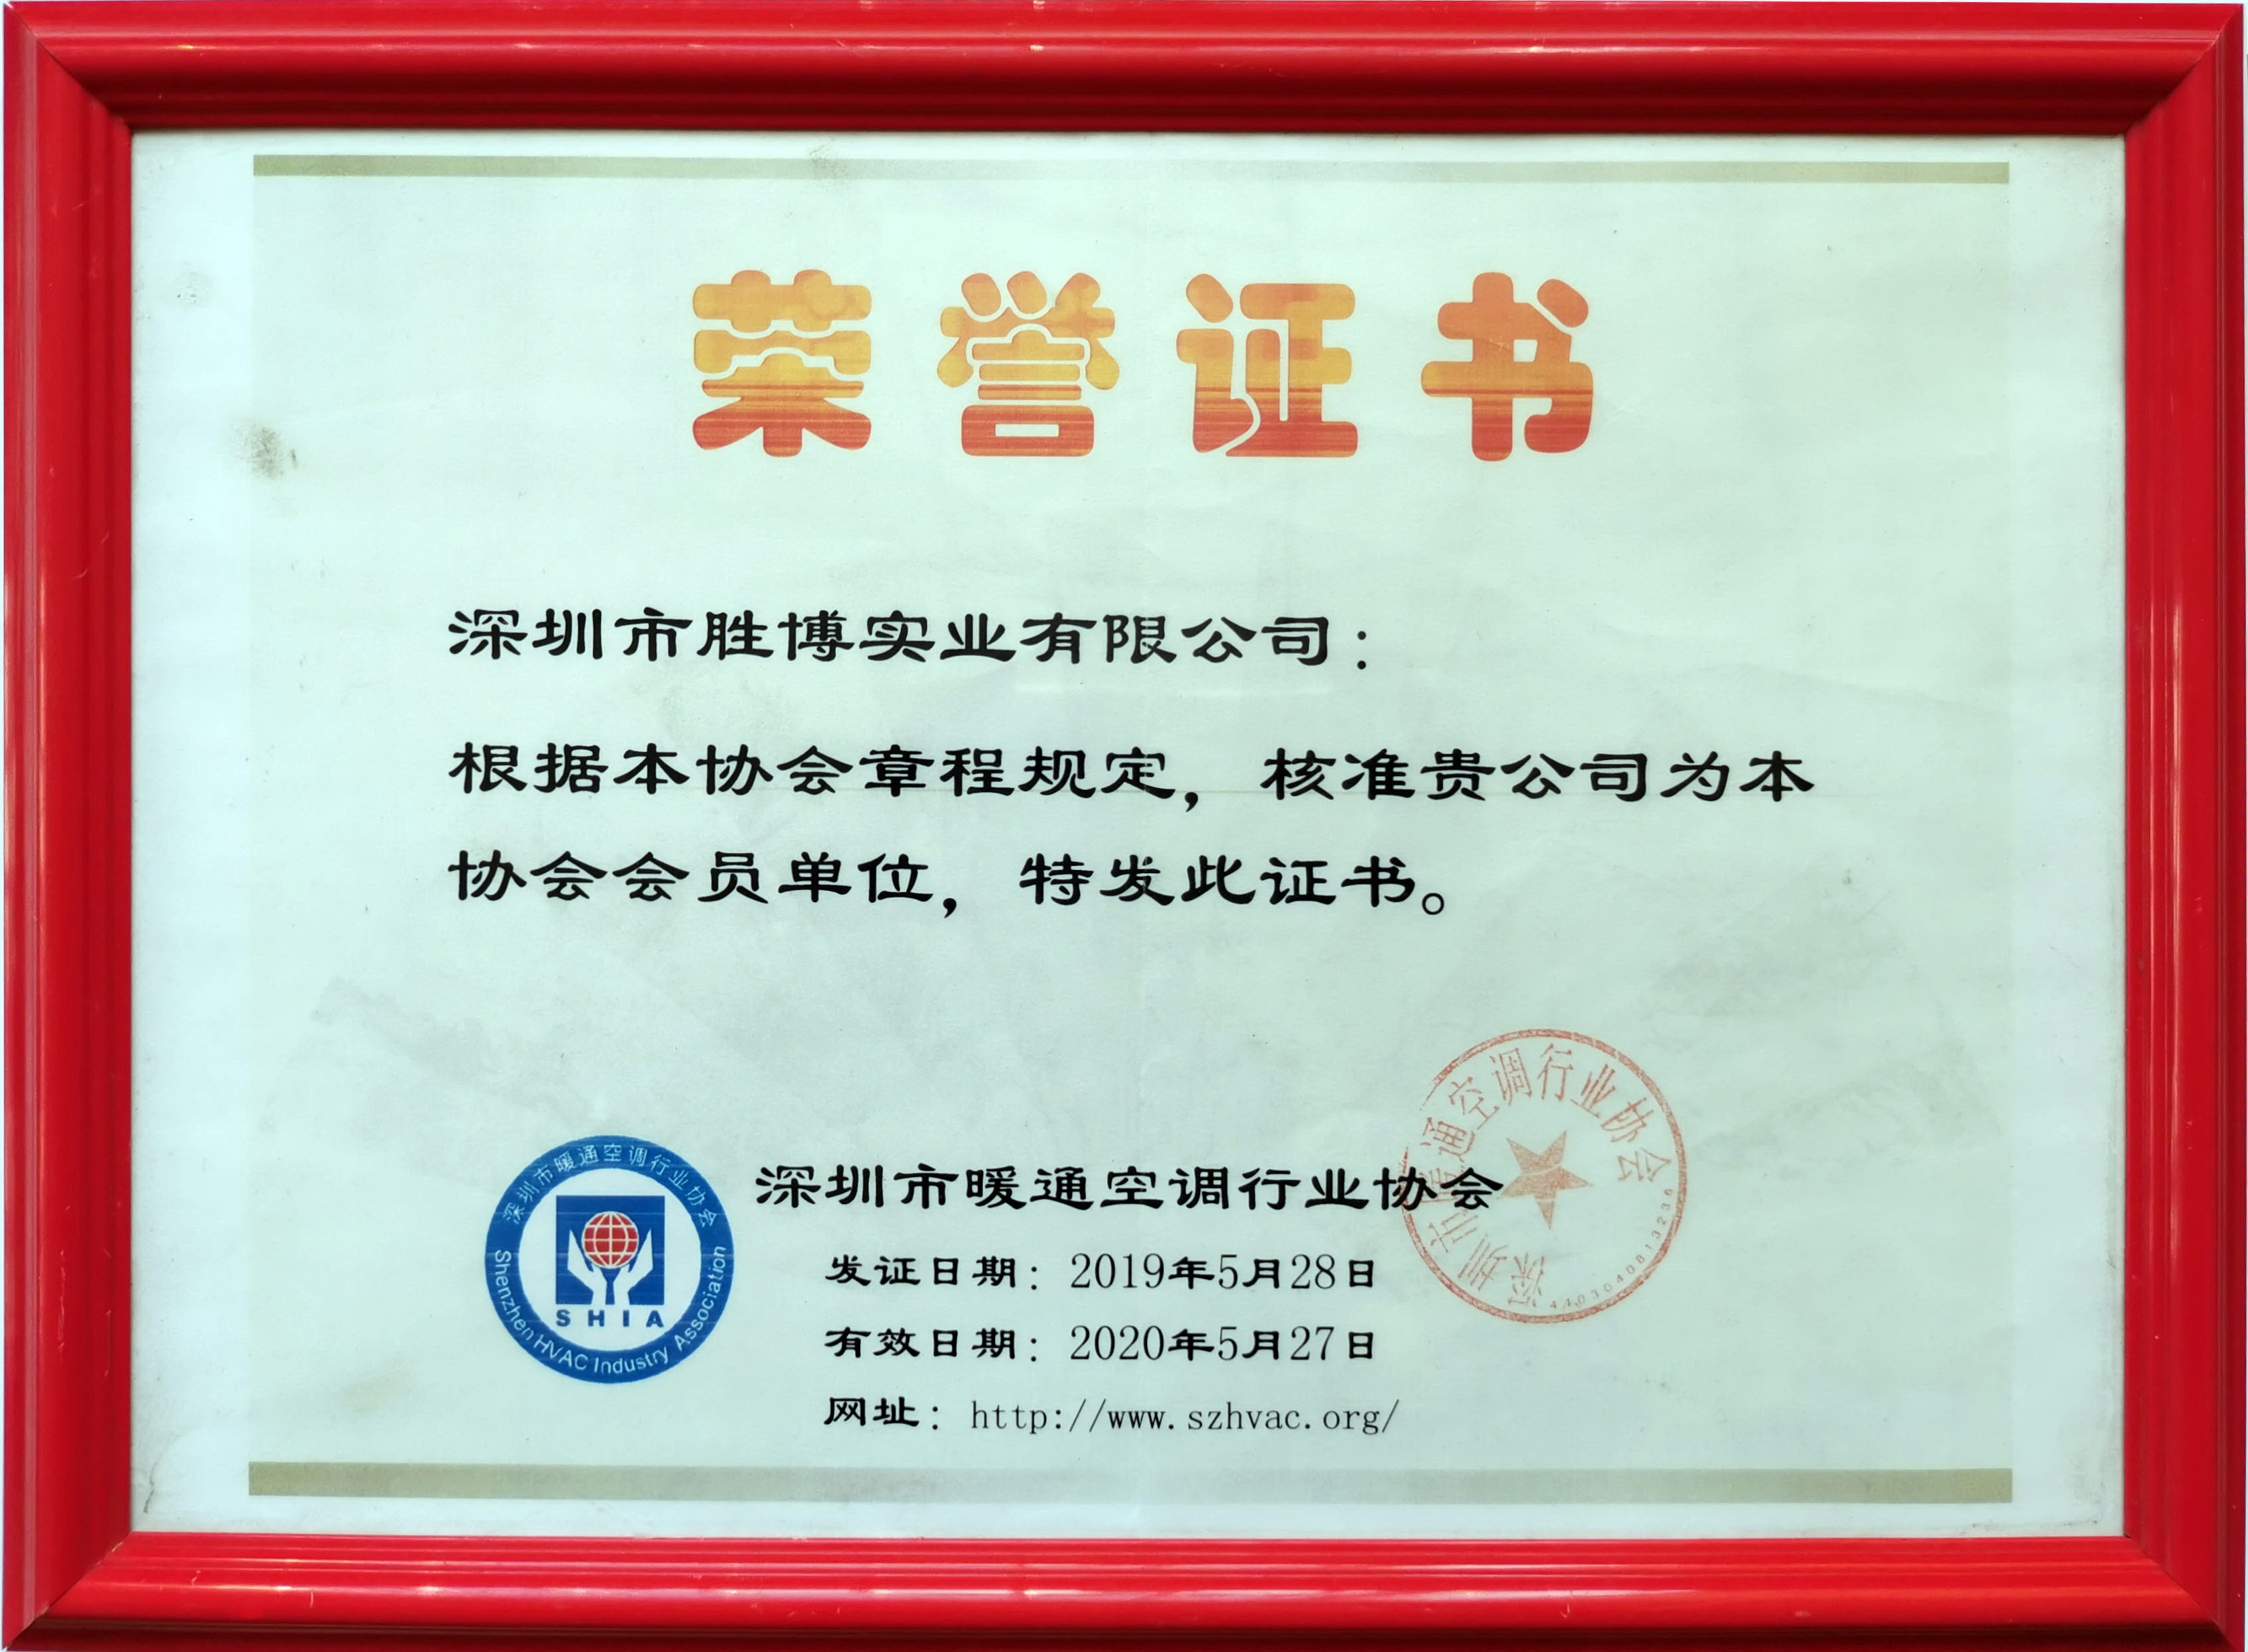 荣誉证书
深圳市胜博实业有限公司：
根据本协会章程规定，核准贵公司为本
协会会员单位，特发此证书。
深圳市暖通空调行业协会
SHIA
Shenzhen HVAC Industry Association
深圳市暖通空调行业协会
深圳市暖通空调行业协会
发证日期：2019年5月28日
有效日期：2020年5月27日
网址：http://www.szhvac.org/